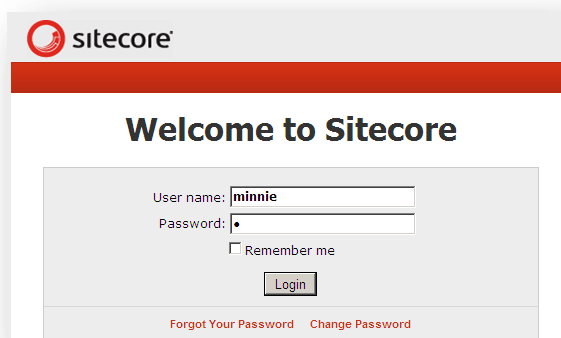 sitecore
Welcome to Sitecore
User name: minnie
Password: •
Remember me
Login
Forgot Your Password Change Password